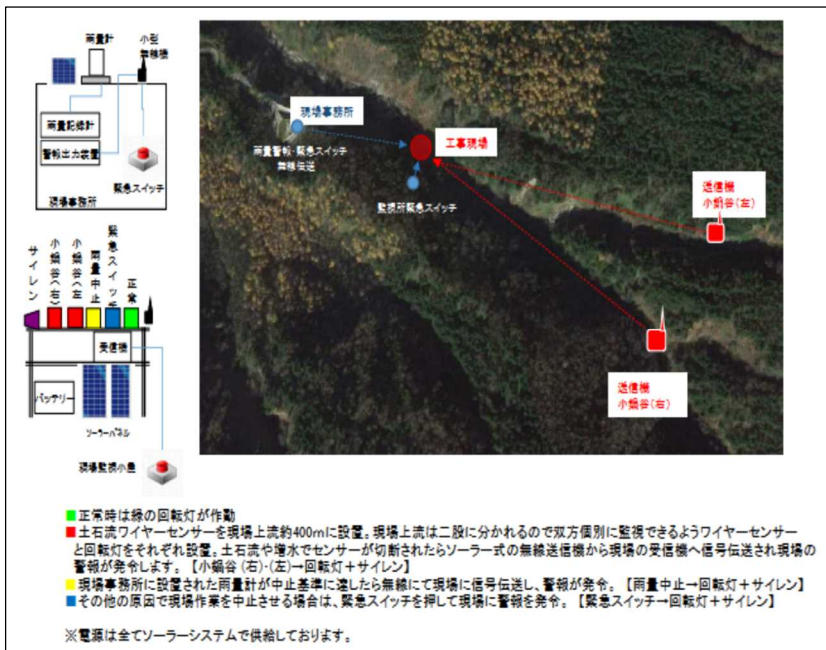 雨量計
小型
無線機
雨量記録計
警報出力装置
緊急スイッチ
現場事務所
サイレン
小鍋谷(右)
小鍋谷(左
雨量中止
緊急スイッチ
正常
受信機
バッテリー
ソーラーパネル
現場監視小屋
現場事務所
雨量警報・緊急スイッチ
無線伝送
工事現場
監視所緊急スイッチ
送信機
小鍋谷(左)
送信機
小鍋谷(右)
■正常時は緑の回転灯が作動
■土石流ワイヤーセンサーを現場上流約400mに設置。現場上流は二股に分かれるので双方個別に監視できるようワイヤーセンサー
と回転灯をそれぞれ設置。土石流や増水でセンサーが切断されたらソーラー式の無線送信機から現場の受信機へ信号伝送され現場の
警報が発令します。【小鍋谷(右)・(左)→回転灯+サイレン】
■現場事務所に設置された雨量計が中止基準に達したら無線にて現場に信号伝送し、警報が発令。【雨量中止→回転灯+サイレン】
■その他の原因で現場作業を中止させる場合は、緊急スイッチを押して現場に警報を発令。【緊急スイッチ→回転灯+サイレン】
※電源は全てソーラーシステムで供給しております。